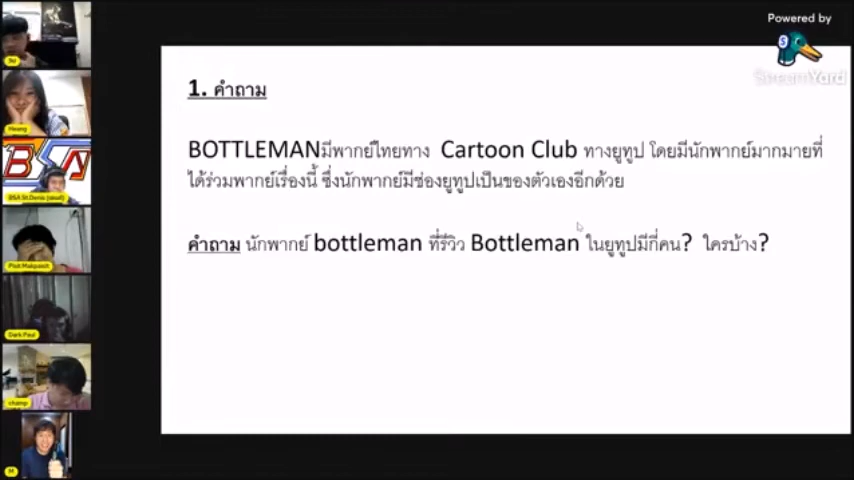 Powered by
StreamYard
1. คำถาม
BOTTLEMANมีพากย์ไทยทาง Cartoon Club ทางยูทูป โดยมีนักพากย์มากมายที่
ได้ร่วมพากย์เรื่องนี้ ซึ่งนักพากย์มีช่องยูทูปเป็นของตัวเองอีกด้วย
คำถาม นักพากย์ bottleman ที่รีวิว Bottleman ในยูทูปมีกี่คน? ใครบ้าง?
Hwang
BSA
BSA St.Denis (สเตล์)
Pisit Makpaisit
Dark Paul
champ
M